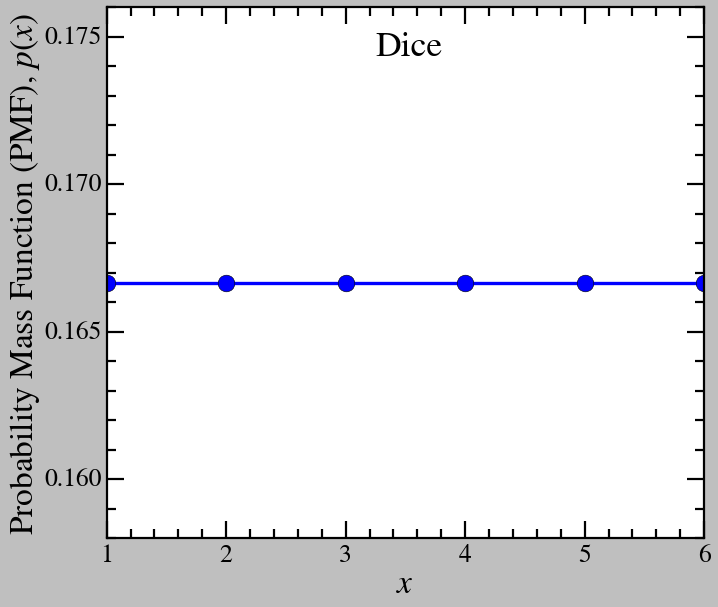 Dice
Probability Mass Function (PMF), p(x)
0.175
0.170
0.165
0.160
1 2 3 4 5 6
x